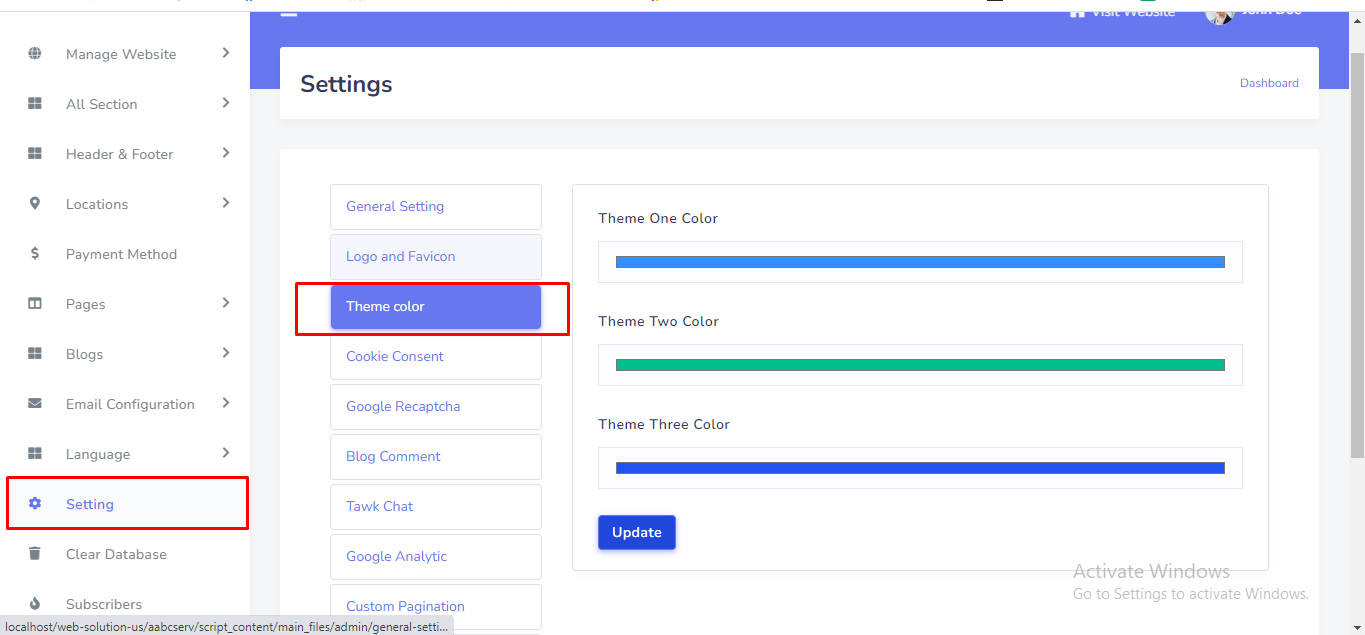 Visit Website
John Doe
Manage Website
All Section
Header & Footer
Locations
Payment Method
Pages
Blogs
Email Configuration
Language
Setting
Clear Database
Subscribers
Settings
Dashboard
General Setting
Logo and Favicon
Theme color
Cookie Consent
Google Recaptcha
Blog Comment
Tawk Chat
Google Analytic
Custom Pagination
Theme One Color
Theme Two Color
Theme Three Color
Update
Activate Windows
Go to Settings to activate Windows.
localhost/web-solution-us/aabcserv/script_content/main_files/admin/general-setti...